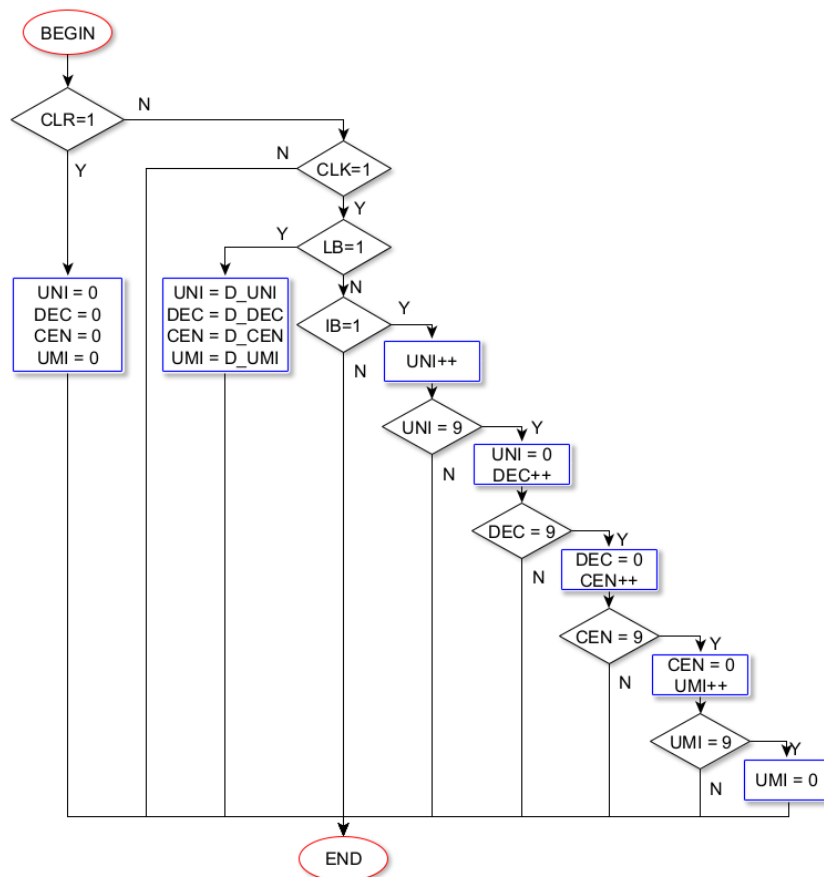 BEGIN
CLR=1
N
Y
CLK=1
N
Y
LB=1
Y
N
UNI = 0
DEC = 0
CEN = 0
UMI = 0
UNI = D_UNI
DEC = D_DEC
CEN = D_CEN
UMI = D_UMI
IB=1
Y
N
UNI++
UNI = 9
Y
N
UNI = 0
DEC++
DEC = 9
Y
N
DEC = 0
CEN++
CEN = 9
Y
N
CEN = 0
UMI++
UMI = 9
Y
N
UMI = 0
END